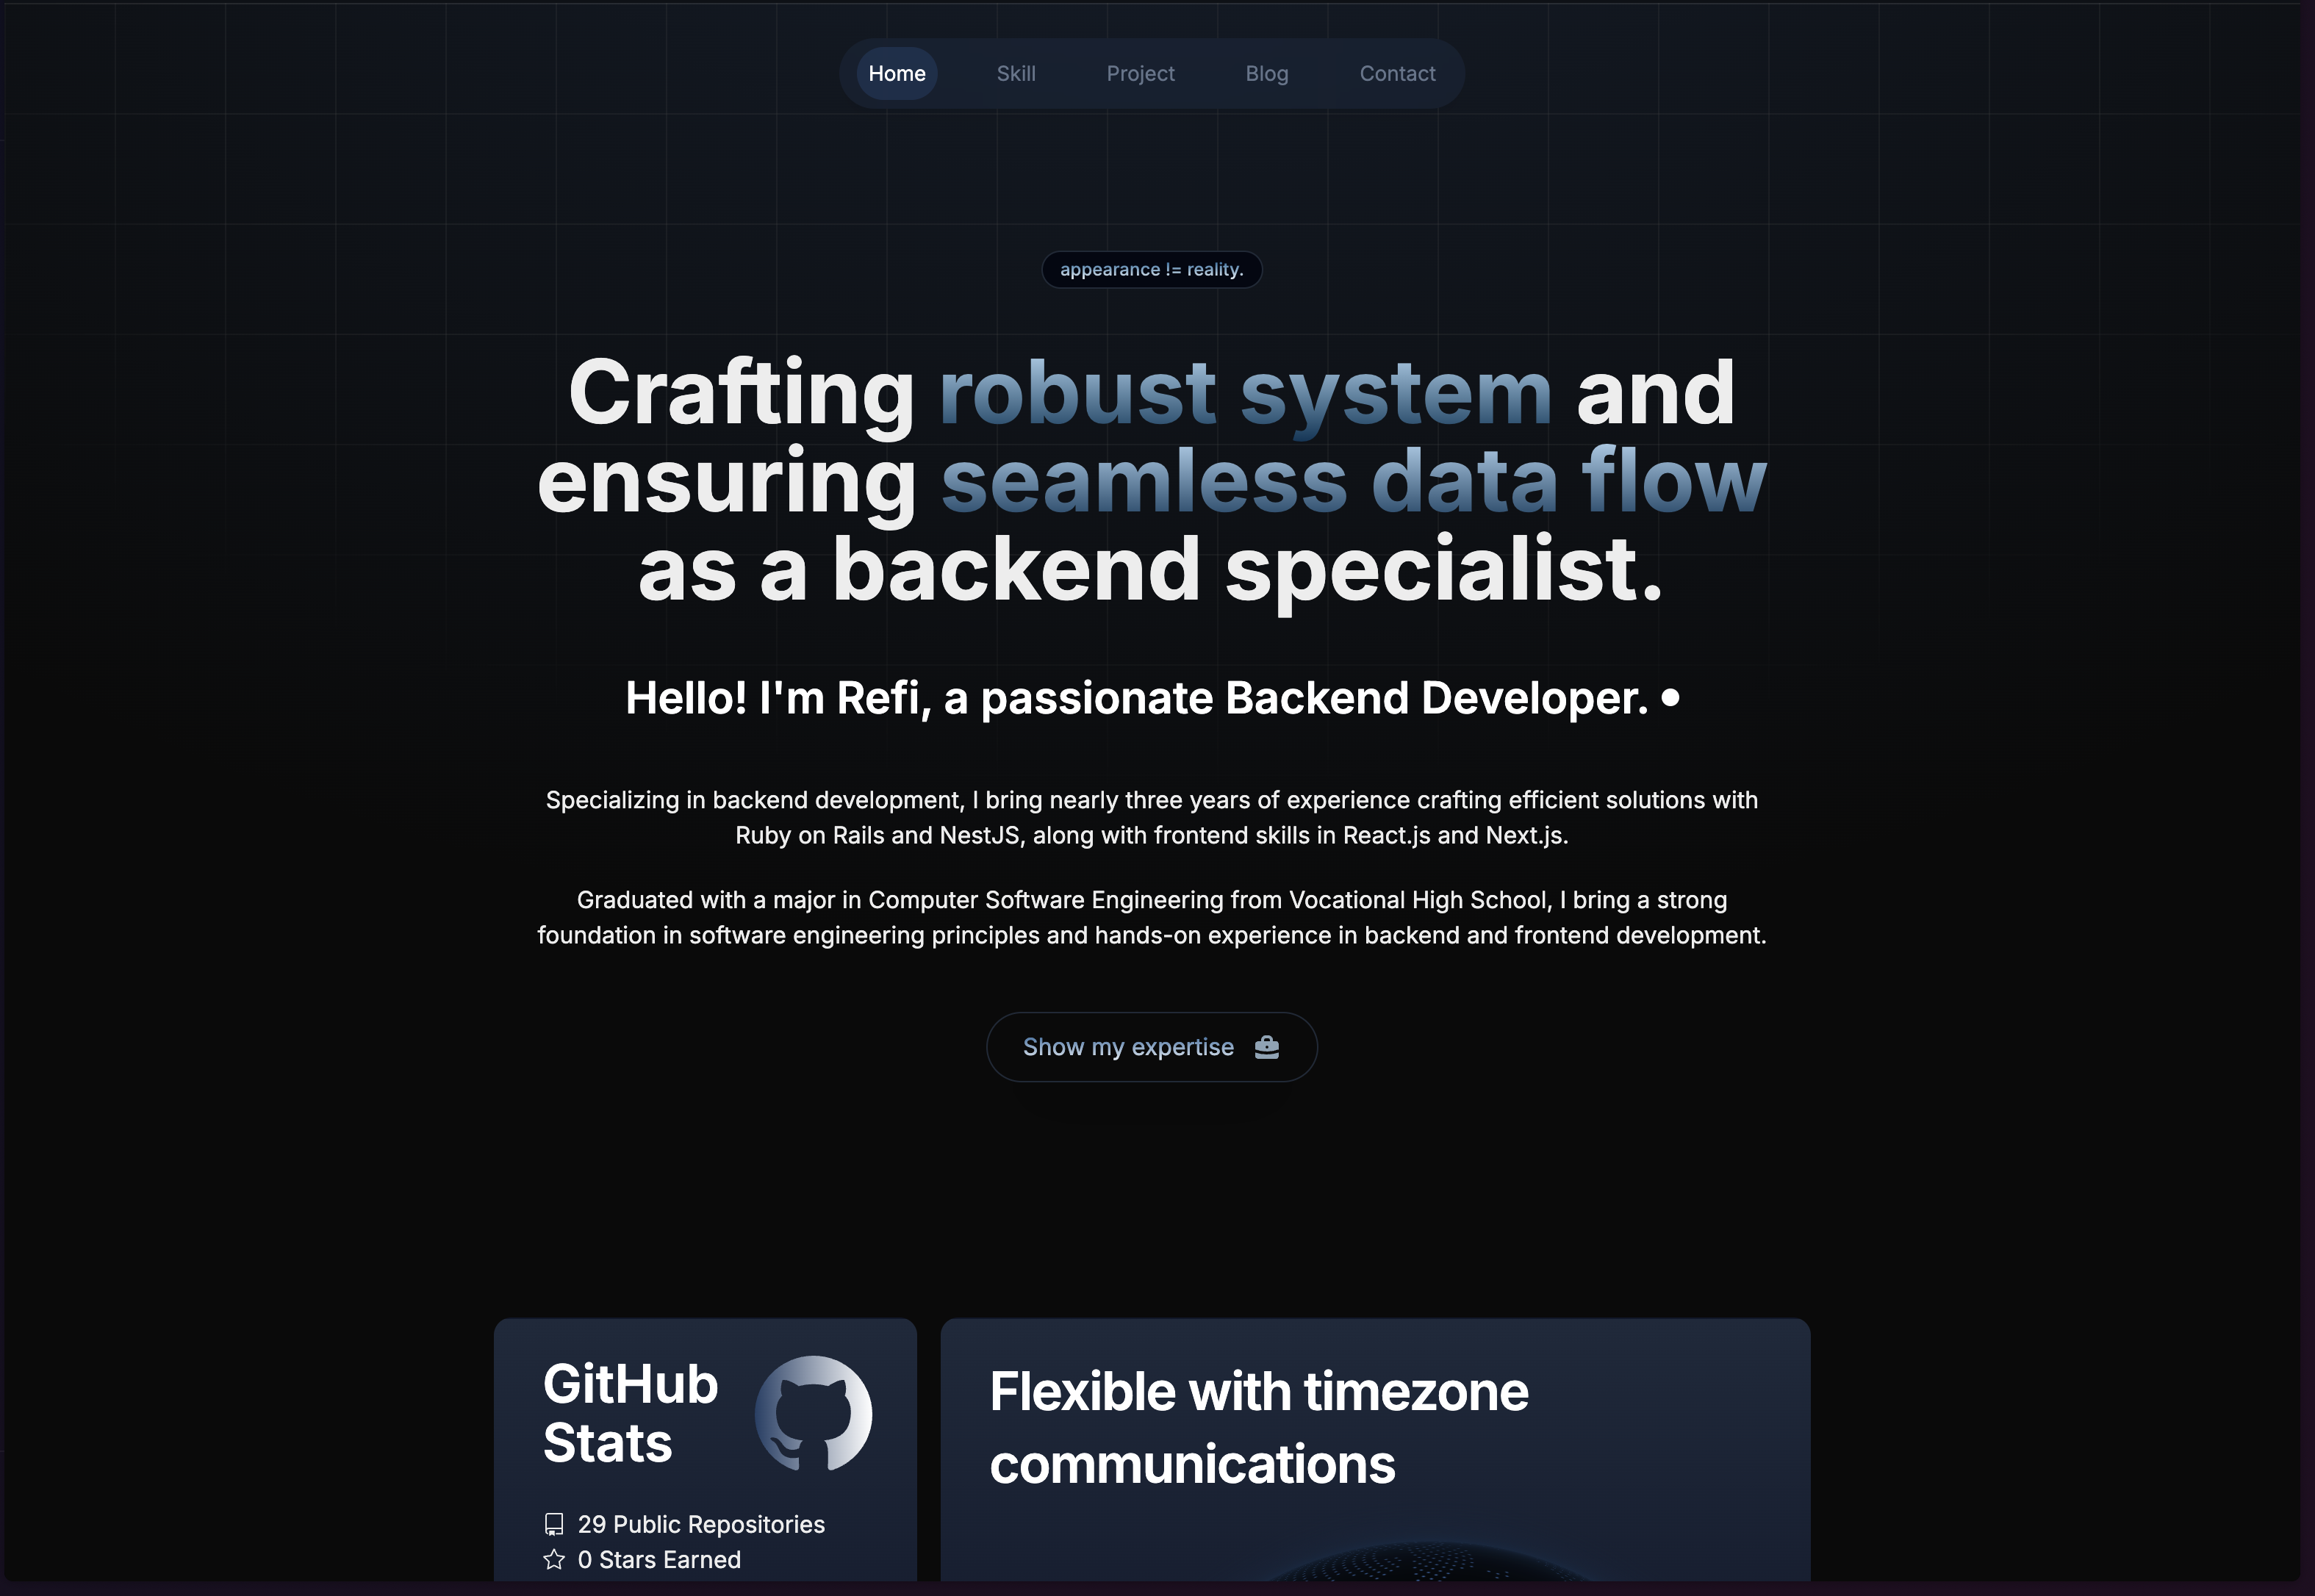 Home Skill Project Blog Contact
appearance != reality.
Crafting robust system and
ensuring seamless data flow
as a backend specialist.
Hello! I'm Refi, a passionate Backend Developer. ●
Specializing in backend development, I bring nearly three years of experience crafting efficient solutions with
Ruby on Rails and NestJS, along with frontend skills in React.js and Next.js.
Graduated with a major in Computer Software Engineering from Vocational High School, I bring a strong
foundation in software engineering principles and hands-on experience in backend and frontend development.
Show my expertise
GitHub
Stats
29 Public Repositories
0 Stars Earned
Flexible with timezone
communications